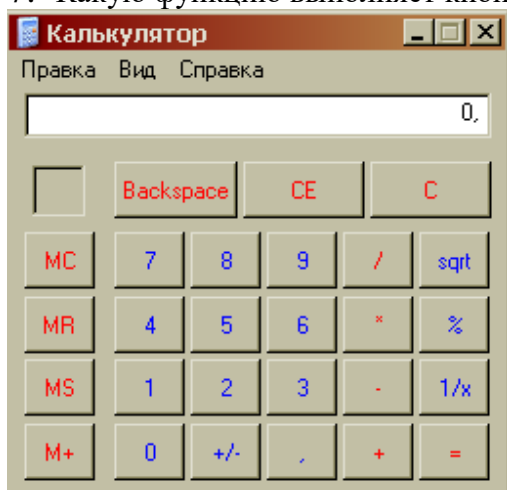 7. Какую функцию выполняет кноп
Калькулятор
Правка Вид Справка
0,
Backspace CE C
MC 7 8 9 / sqrt
MR 4 5 6 * %
MS 1 2 3 - 1/x
M+ 0 +/- , + =